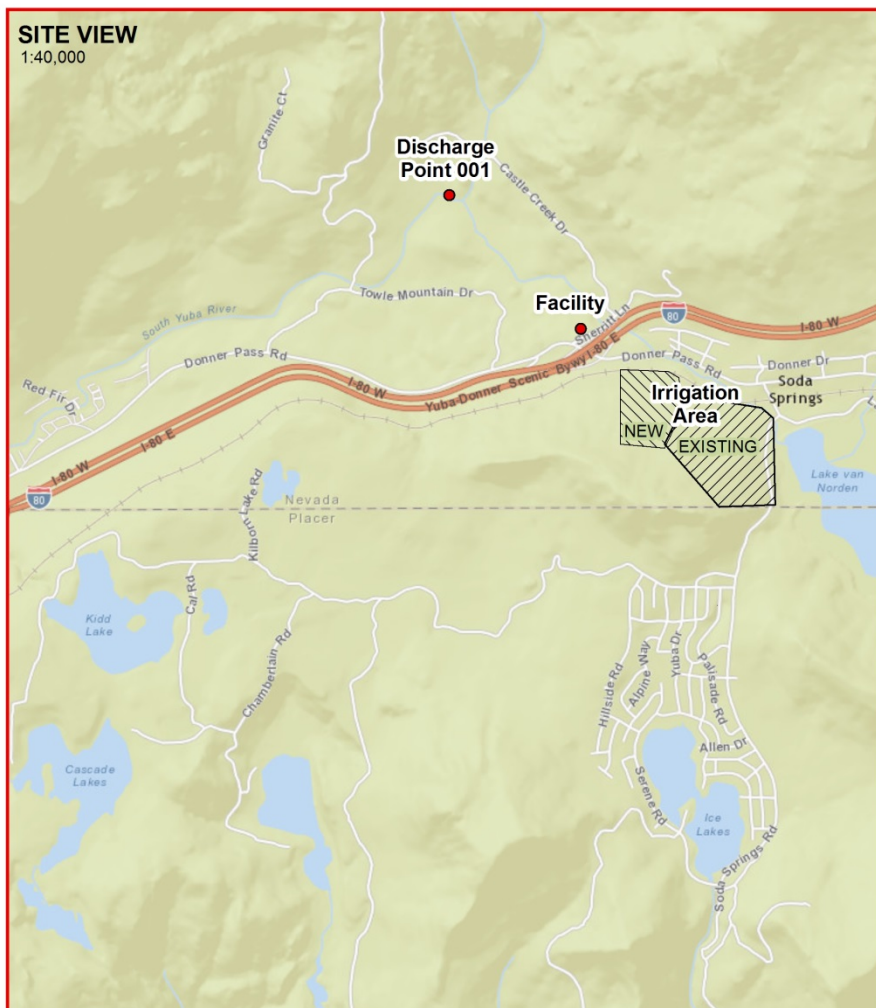 SITE VIEW
1:40,000
Granite Ct
Discharge
Point 001
Castle Creek Dr
Towle Mountain Dr
South Yuba River
Facility
Sherritt Ln
80
I-80 W
Donner Pass Rd
Donner Pass Rd
Donner Dr
Soda
Springs
Red Fir Dr
I-80 W
Yuba-Donner Scenic Bywy
I-80 E
Irrigation
Area
NEW
EXISTING
I-80 W
I-80 E
80
Lake van
Norden
Nevada
Placer
Kilborn Lake Rd
Kidd
Lake
Cal Rd
Chamberlain Rd
Hillside Rd
Alpine Way
Yuba Dr
Palisade Rd
Allen Dr
Cascade
Lakes
Serene Rd
Ice
Lakes
Soda Springs Rd